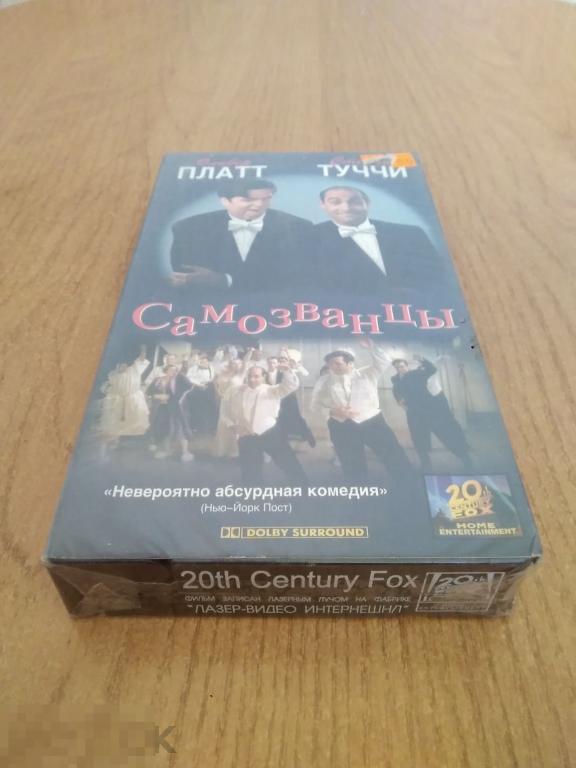 ПЛАТТ ТУЧЧИ
Самозванцы
«Невероятно абсурдная комедия»
(Нью-Йорк Пост)
DOLBY SURROUND
20th
CENTURY
FOX
HOME
ENTERTAINMENT
20th Century Fox
ФИЛЬМ ЗАПИСАН ЛАЗЕРНЫМ ЛУЧОМ НА ФАБРИКЕ
"ЛАЗЕР-ВИДЕО ИНТЕРНЕШНЛ"